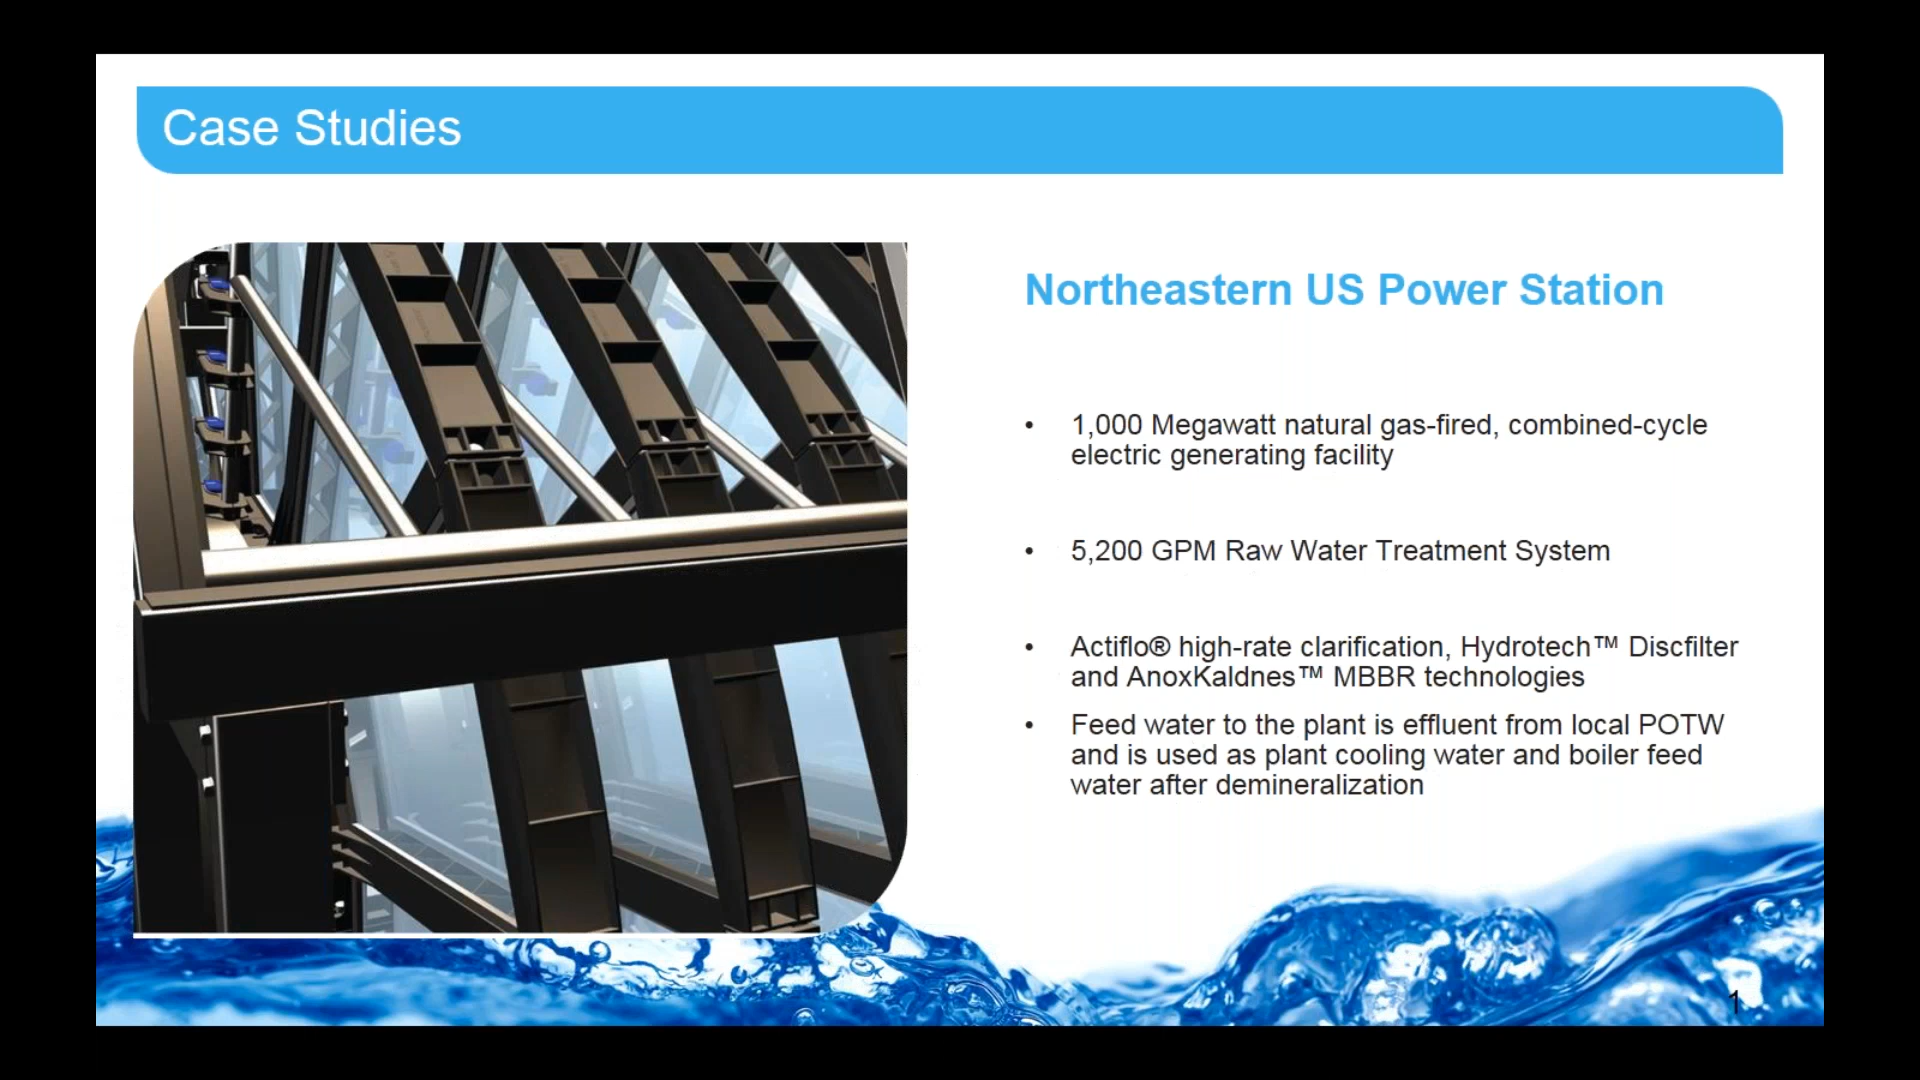 Case Studies
Northeastern US Power Station
• 1,000 Megawatt natural gas-fired, combined-cycle
electric generating facility
• 5,200 GPM Raw Water Treatment System
• Actiflo® high-rate clarification, Hydrotech™ Discfilter
and AnoxKaldnes™ MBBR technologies
• Feed water to the plant is effluent from local POTW
and is used as plant cooling water and boiler feed
water after demineralization
1